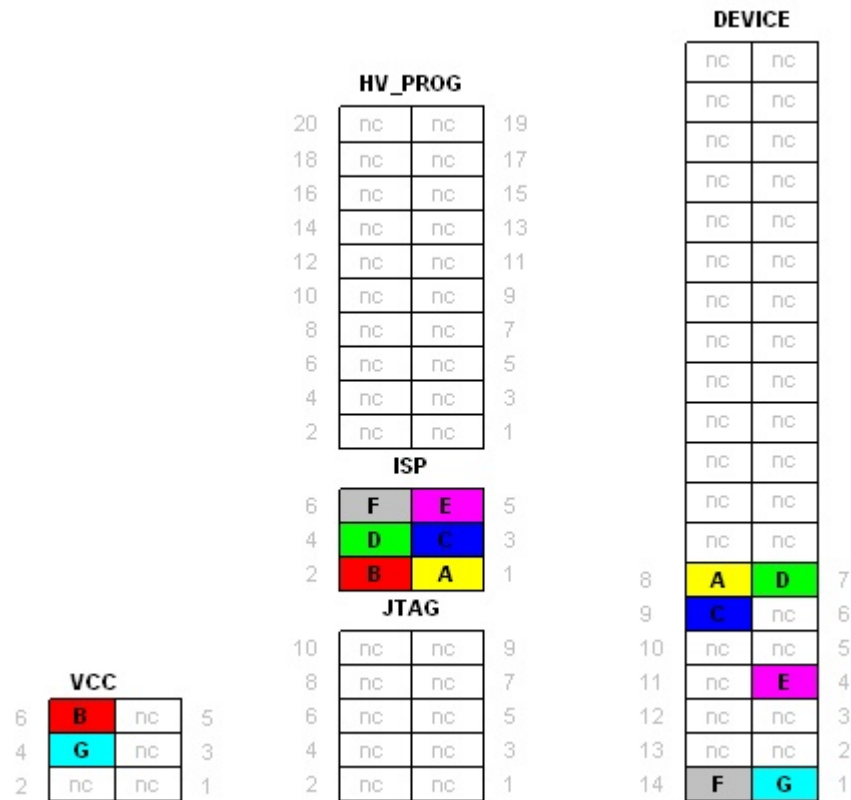 DEVICE
nc nc
nc nc
nc nc
nc nc
nc nc
nc nc
nc nc
nc nc
nc nc
nc nc
nc nc
nc nc
nc nc
8 A D 7
9 C nc 6
10 nc nc 5
11 nc E 4
12 nc nc 3
13 nc nc 2
14 F G 1
HV_PROG
20 nc nc 19
18 nc nc 17
16 nc nc 15
14 nc nc 13
12 nc nc 11
10 nc nc 9
8 nc nc 7
6 nc nc 5
4 nc nc 3
2 nc nc 1
ISP
6 F E 5
4 D C 3
2 B A 1
JTAG
10 nc nc 9
8 nc nc 7
6 nc nc 5
4 nc nc 3
2 nc nc 1
VCC
6 B nc 5
4 G nc 3
2 nc nc 1